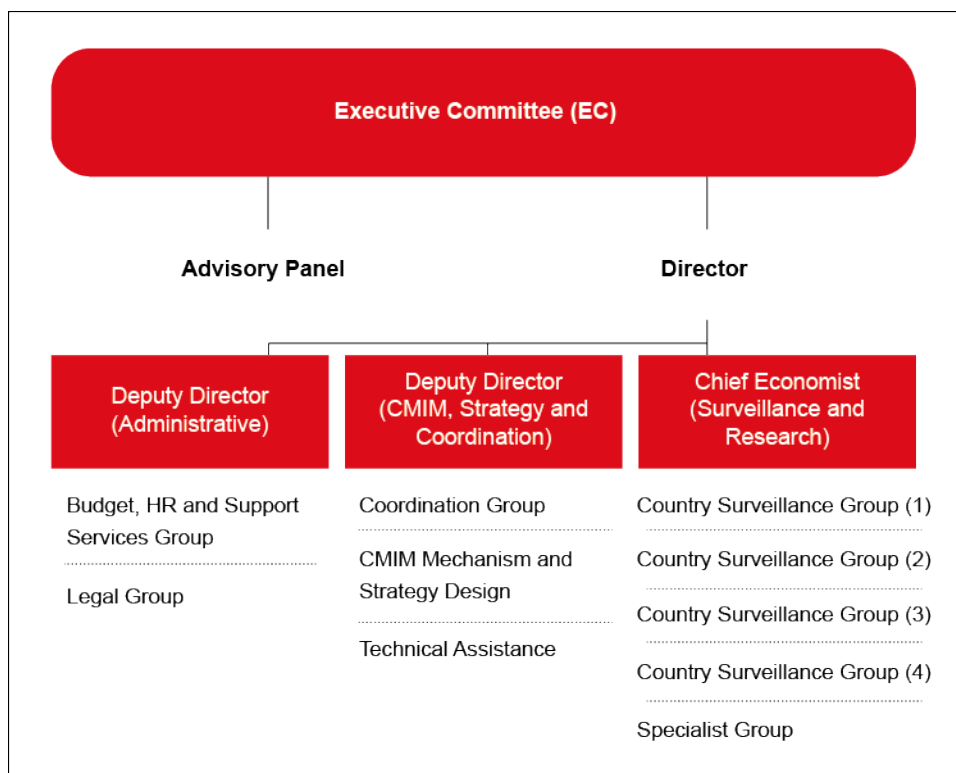 Executive Committee (EC)
Advisory Panel
Director
Deputy Director
(Administrative)
Deputy Director
(CMIM, Strategy and
Coordination)
Chief Economist
(Surveillance and
Research)
Budget, HR and Support
Services Group
Legal Group
Coordination Group
CMIM Mechanism and
Strategy Design
Technical Assistance
Country Surveillance Group (1)
Country Surveillance Group (2)
Country Surveillance Group (3)
Country Surveillance Group (4)
Specialist Group